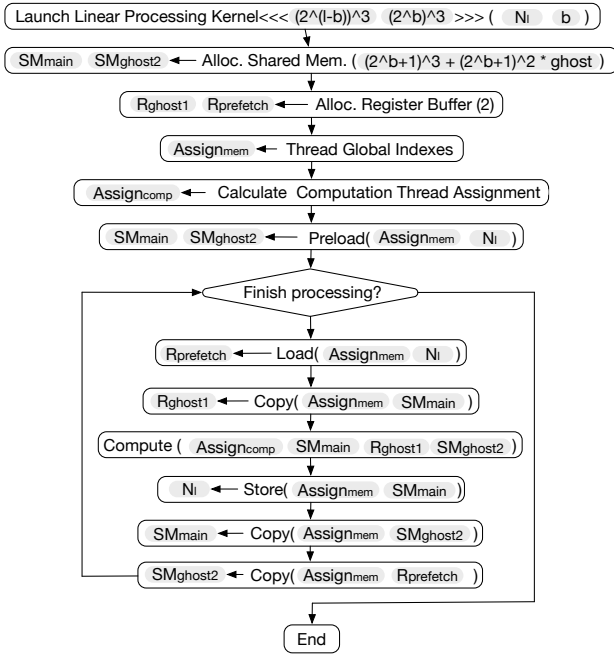 Launch Linear Processing Kernel<<< (2^(l-b))^3 (2^b)^3 >>> ( Nl b )
SMmain SMghost2 ← Alloc. Shared Mem. ( (2^b+1)^3 + (2^b+1)^2 * ghost )
Rghost1 Rprefetch ← Alloc. Register Buffer (2)
Assignmem ← Thread Global Indexes
Assigncomp ← Calculate Computation Thread Assignment
SMmain SMghost2 ← Preload( Assignmem Nl )
Finish processing?
Rprefetch ← Load( Assignmem Nl )
Rghost1 ← Copy( Assignmem SMmain )
Compute ( Assigncomp SMmain Rghost1 SMghost2 )
Nl ← Store( Assignmem SMmain )
SMmain ← Copy( Assignmem SMghost2 )
SMghost2 ← Copy( Assignmem Rprefetch )
End